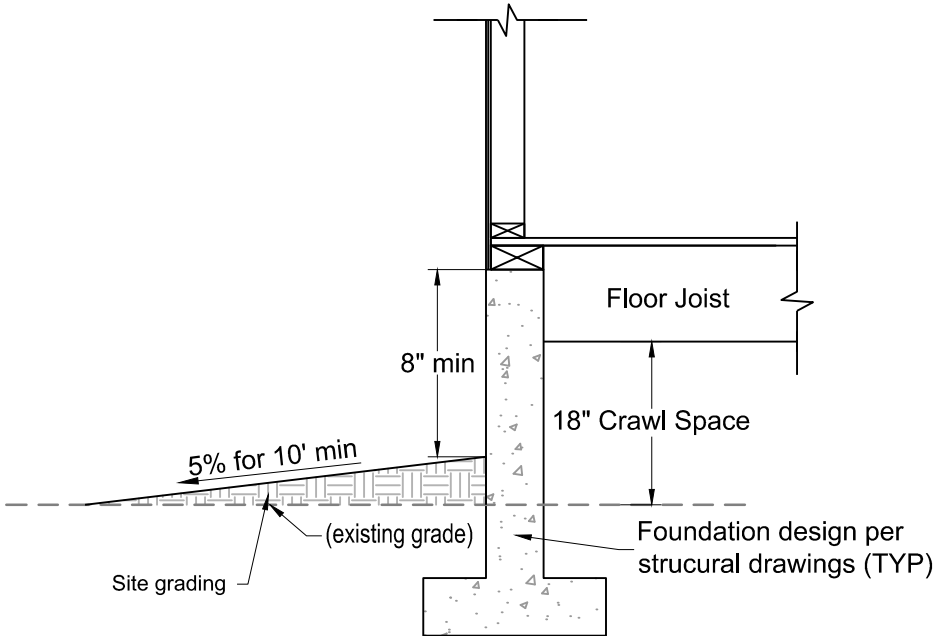 Floor Joist
8" min
18" Crawl Space
5% for 10' min
(existing grade)
Site grading
Foundation design per
strucural drawings (TYP)